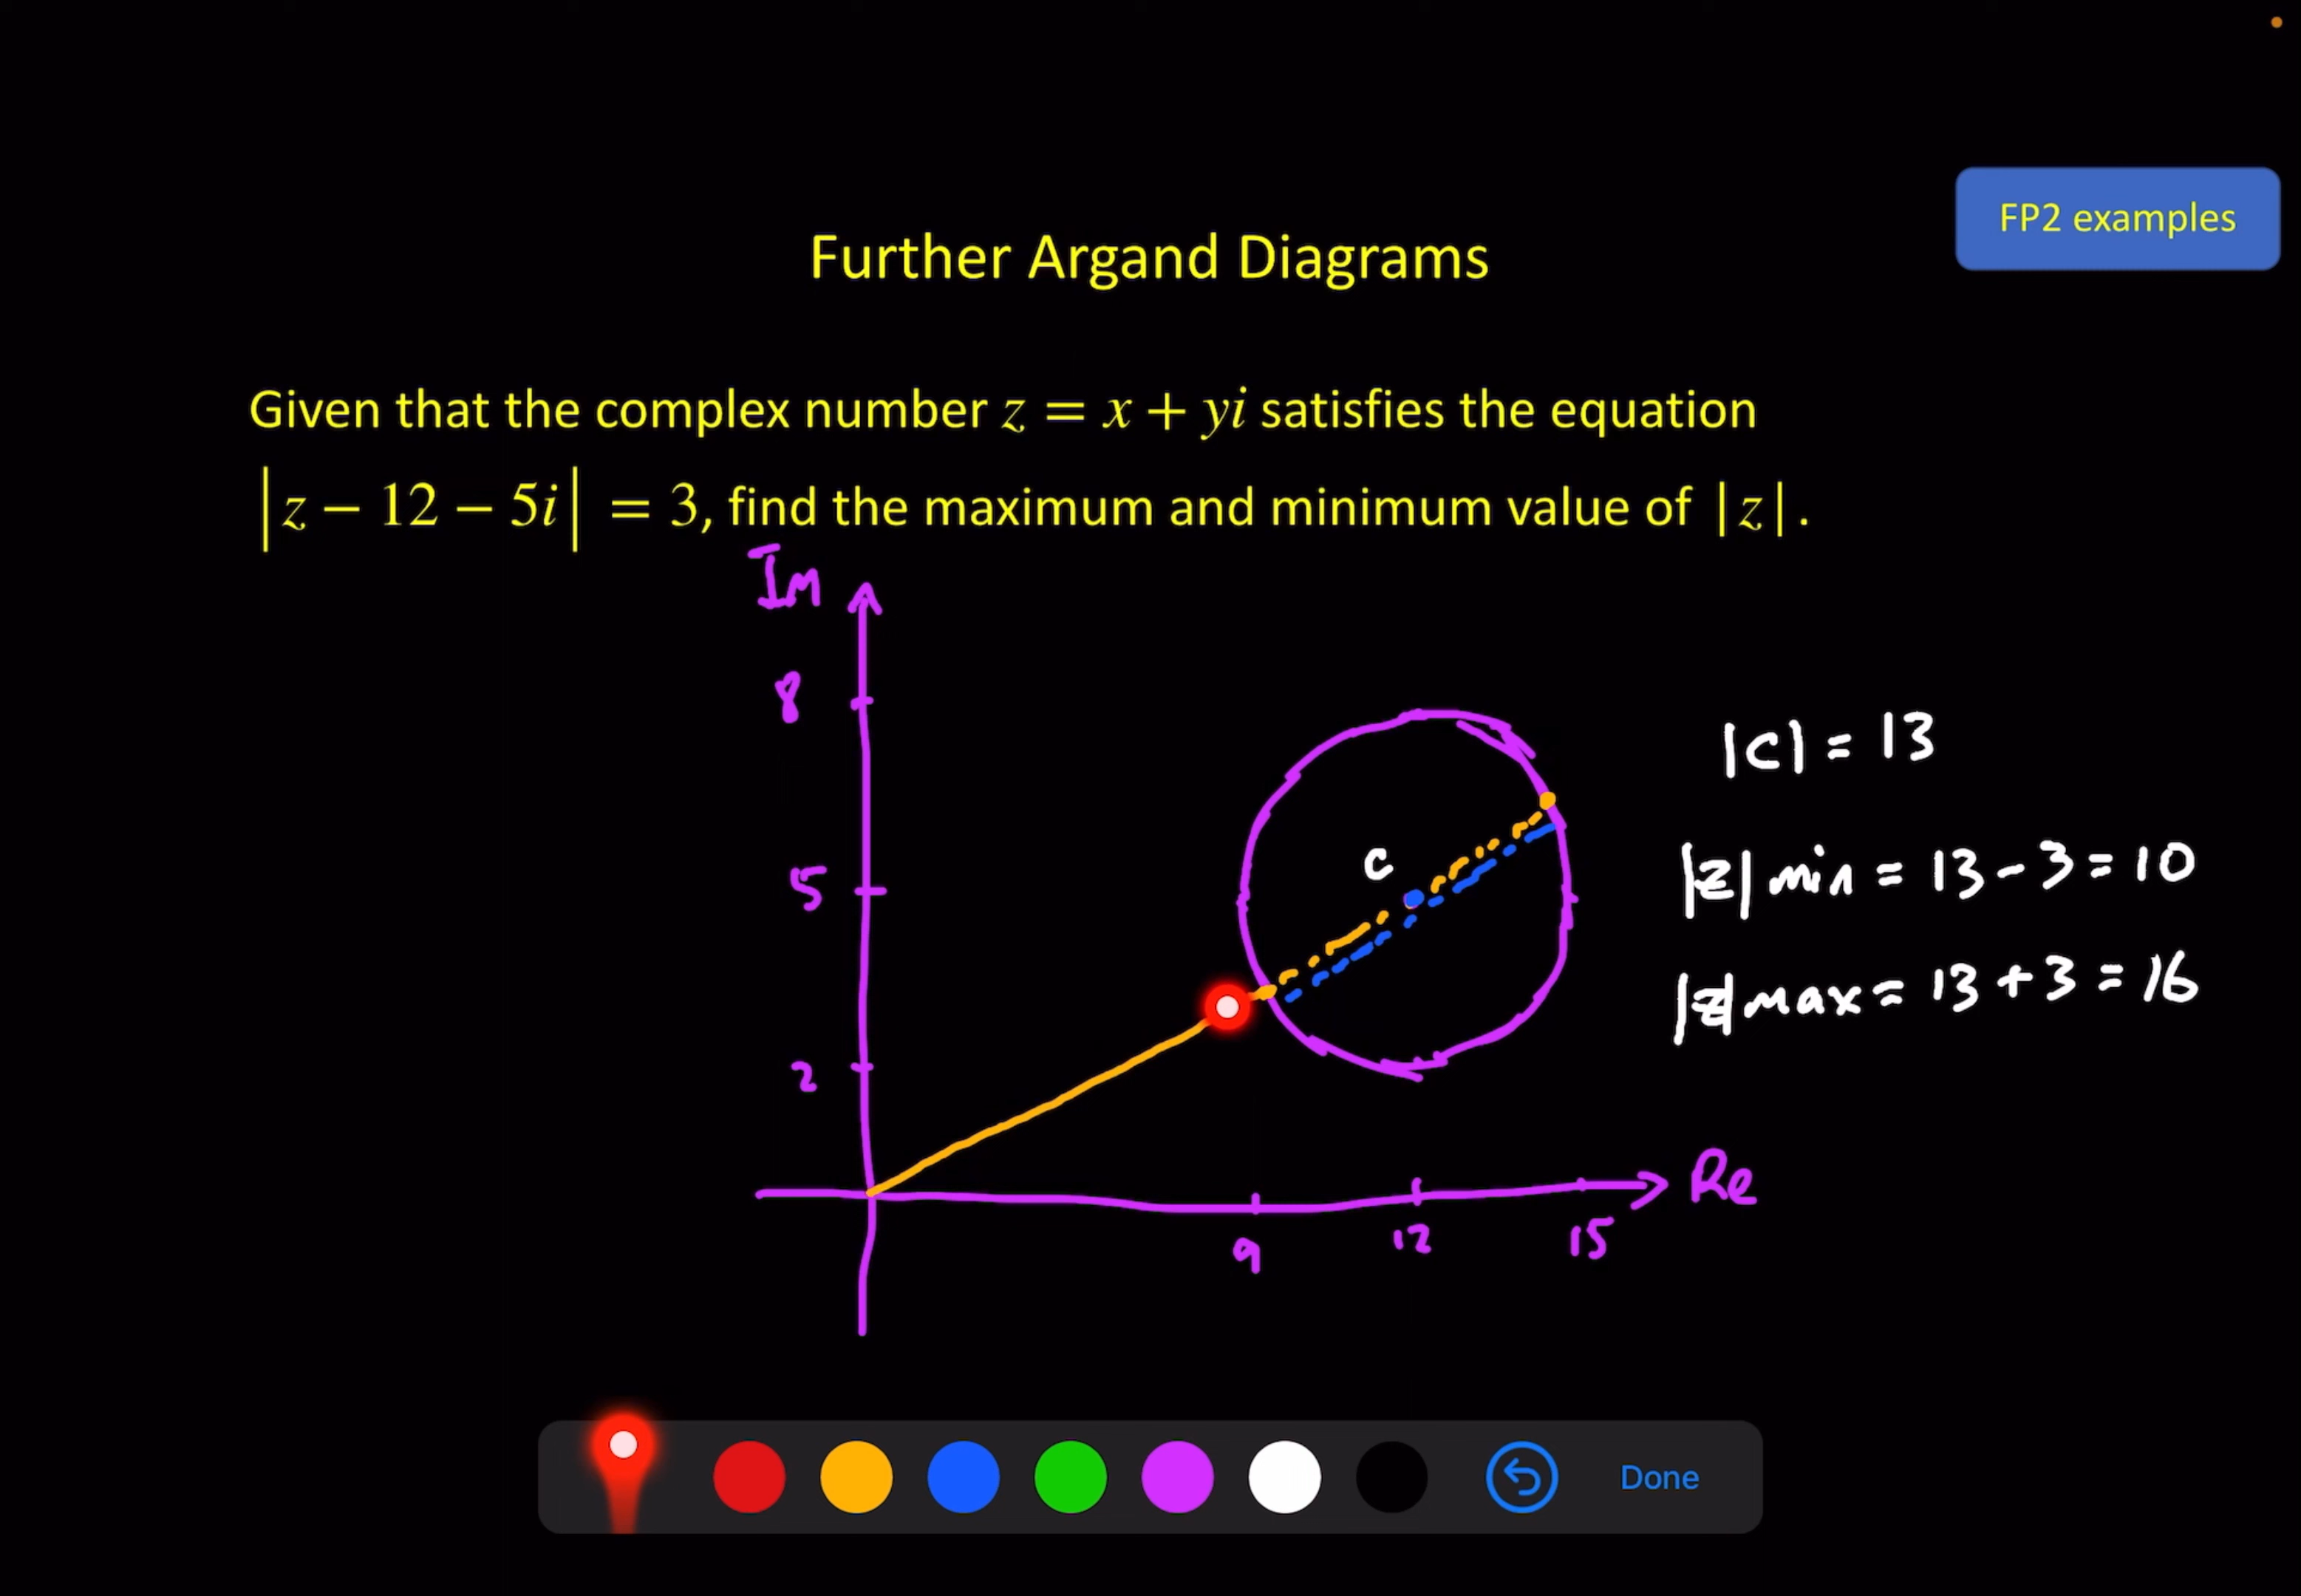 FP2 examples
Further Argand Diagrams
Given that the complex number z = x + yi satisfies the equation
|z − 12 − 5i| = 3, find the maximum and minimum value of |z|.
Im
8
5
2
C
9
12
15
Re
|C| = 13
|z| min = 13 - 3 = 10
|z| max = 13 + 3 = 16
Done